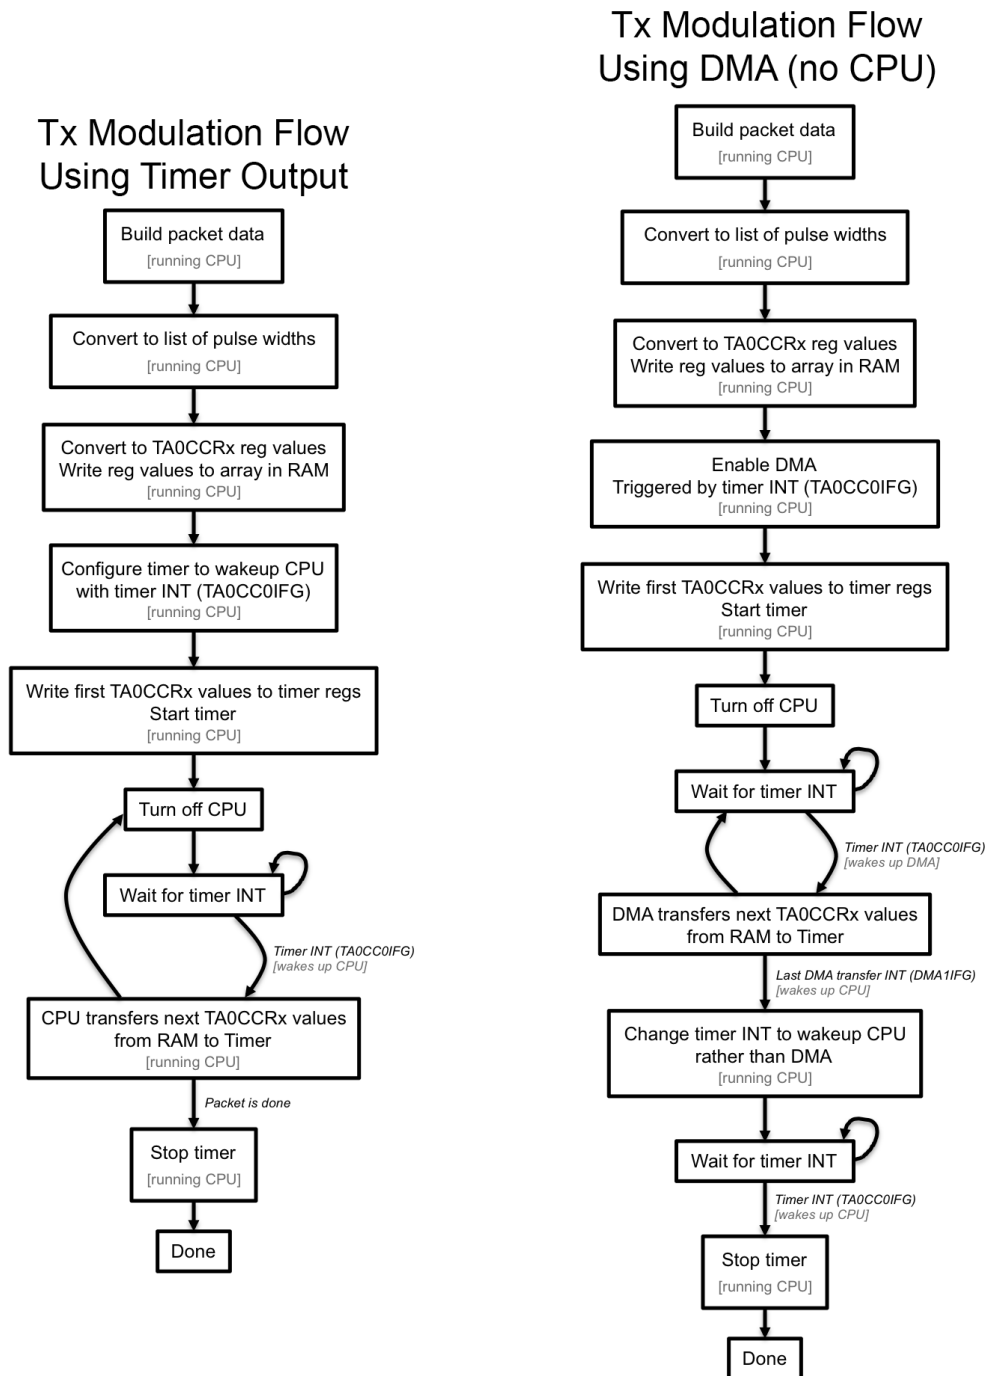 Tx Modulation Flow
Using Timer Output
Build packet data
[running CPU]
Convert to list of pulse widths
[running CPU]
Convert to TA0CCRx reg values
Write reg values to array in RAM
[running CPU]
Configure timer to wakeup CPU
with timer INT (TA0CC0IFG)
[running CPU]
Write first TA0CCRx values to timer regs
Start timer
[running CPU]
Turn off CPU
Wait for timer INT
Timer INT (TA0CC0IFG)
[wakes up CPU]
CPU transfers next TA0CCRx values
from RAM to Timer
[running CPU]
Packet is done
Stop timer
[running CPU]
Done
Tx Modulation Flow
Using DMA (no CPU)
Build packet data
[running CPU]
Convert to list of pulse widths
[running CPU]
Convert to TA0CCRx reg values
Write reg values to array in RAM
[running CPU]
Enable DMA
Triggered by timer INT (TA0CC0IFG)
[running CPU]
Write first TA0CCRx values to timer regs
Start timer
[running CPU]
Turn off CPU
Wait for timer INT
Timer INT (TA0CC0IFG)
[wakes up DMA]
DMA transfers next TA0CCRx values
from RAM to Timer
Last DMA transfer INT (DMA1IFG)
[wakes up CPU]
Change timer INT to wakeup CPU
rather than DMA
[running CPU]
Wait for timer INT
Timer INT (TA0CC0IFG)
[wakes up CPU]
Stop timer
[running CPU]
Done